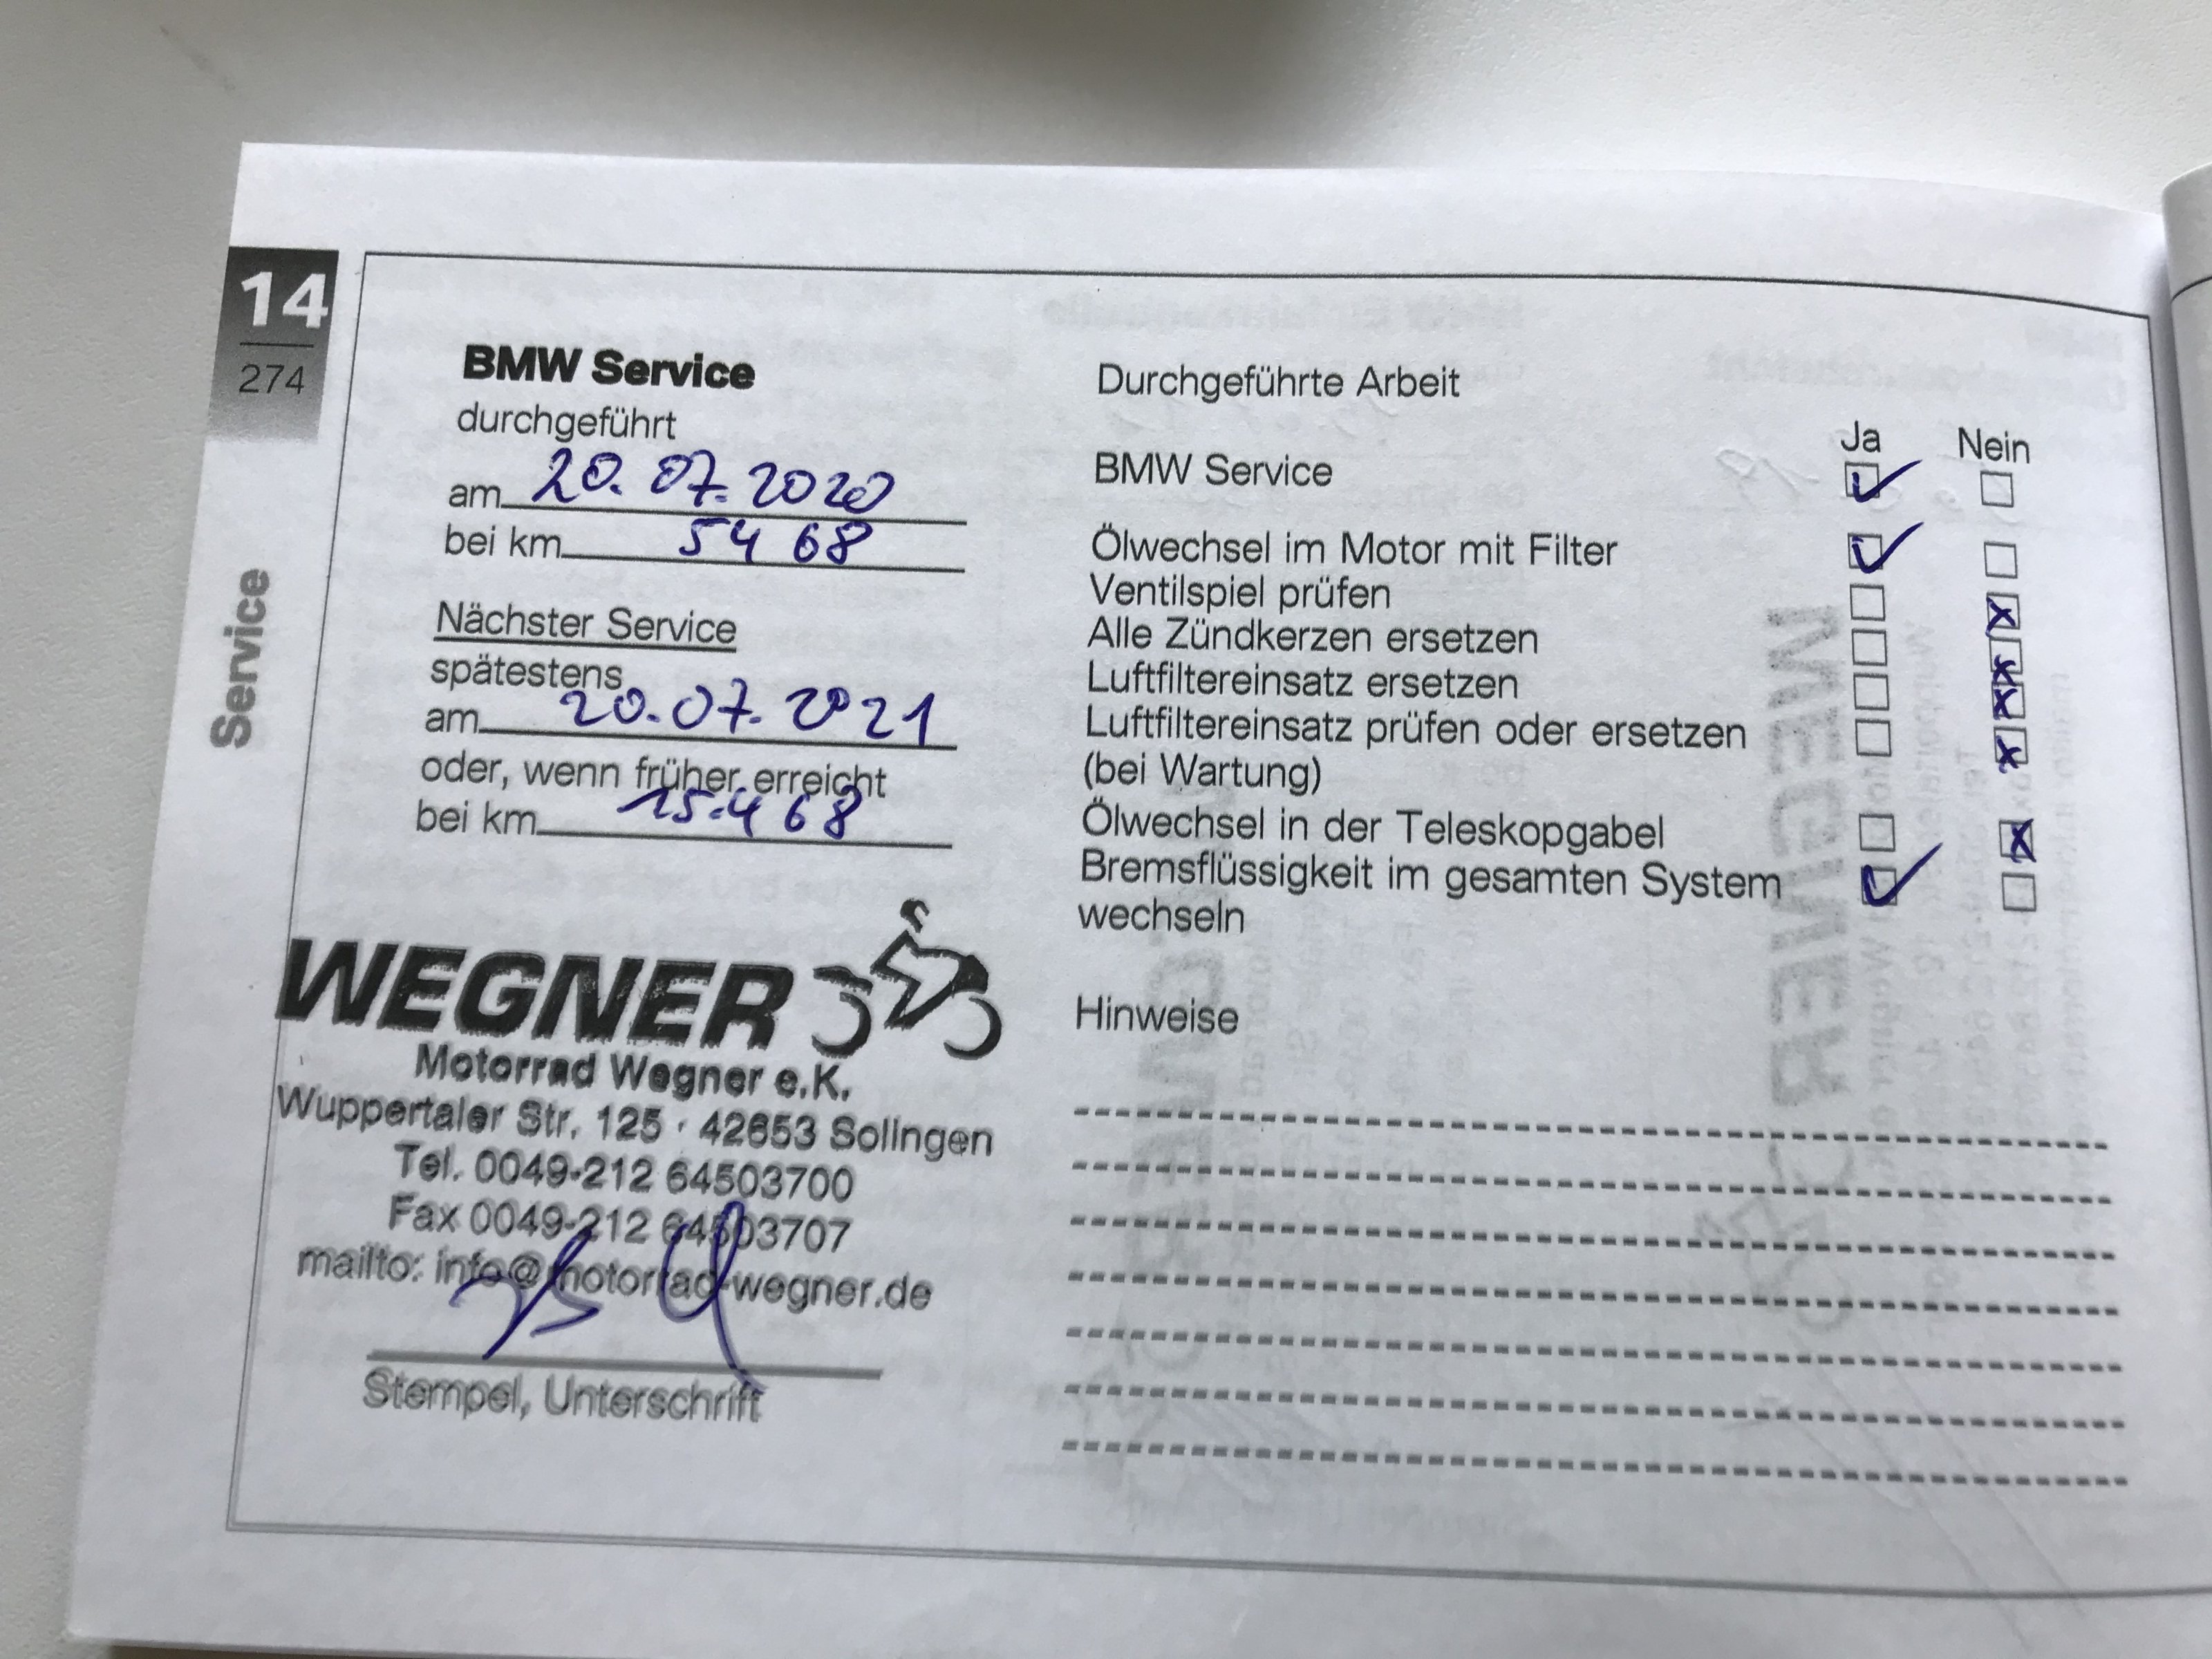 14
274
Service
BMW Service
durchgeführt
am 20.07.2020
bei km 5468
Nächster Service
spätestens
am 20.07.2021
oder, wenn früher erreicht
bei km 15.468
WEGNER
Motorrad Wegner e.K.
Wuppertaler Str. 125 · 42653 Solingen
Tel. 0049-212 64503700
Fax 0049-212 64503707
mailto: info@motorrad-wegner.de
Stempel, Unterschrift
Durchgeführte Arbeit
Ja Nein
BMW Service
Ölwechsel im Motor mit Filter
Ventilspiel prüfen
Alle Zündkerzen ersetzen
Luftfiltereinsatz ersetzen
Luftfiltereinsatz prüfen oder ersetzen
(bei Wartung)
Ölwechsel in der Teleskopgabel
Bremsflüssigkeit im gesamten System
wechseln
Hinweise